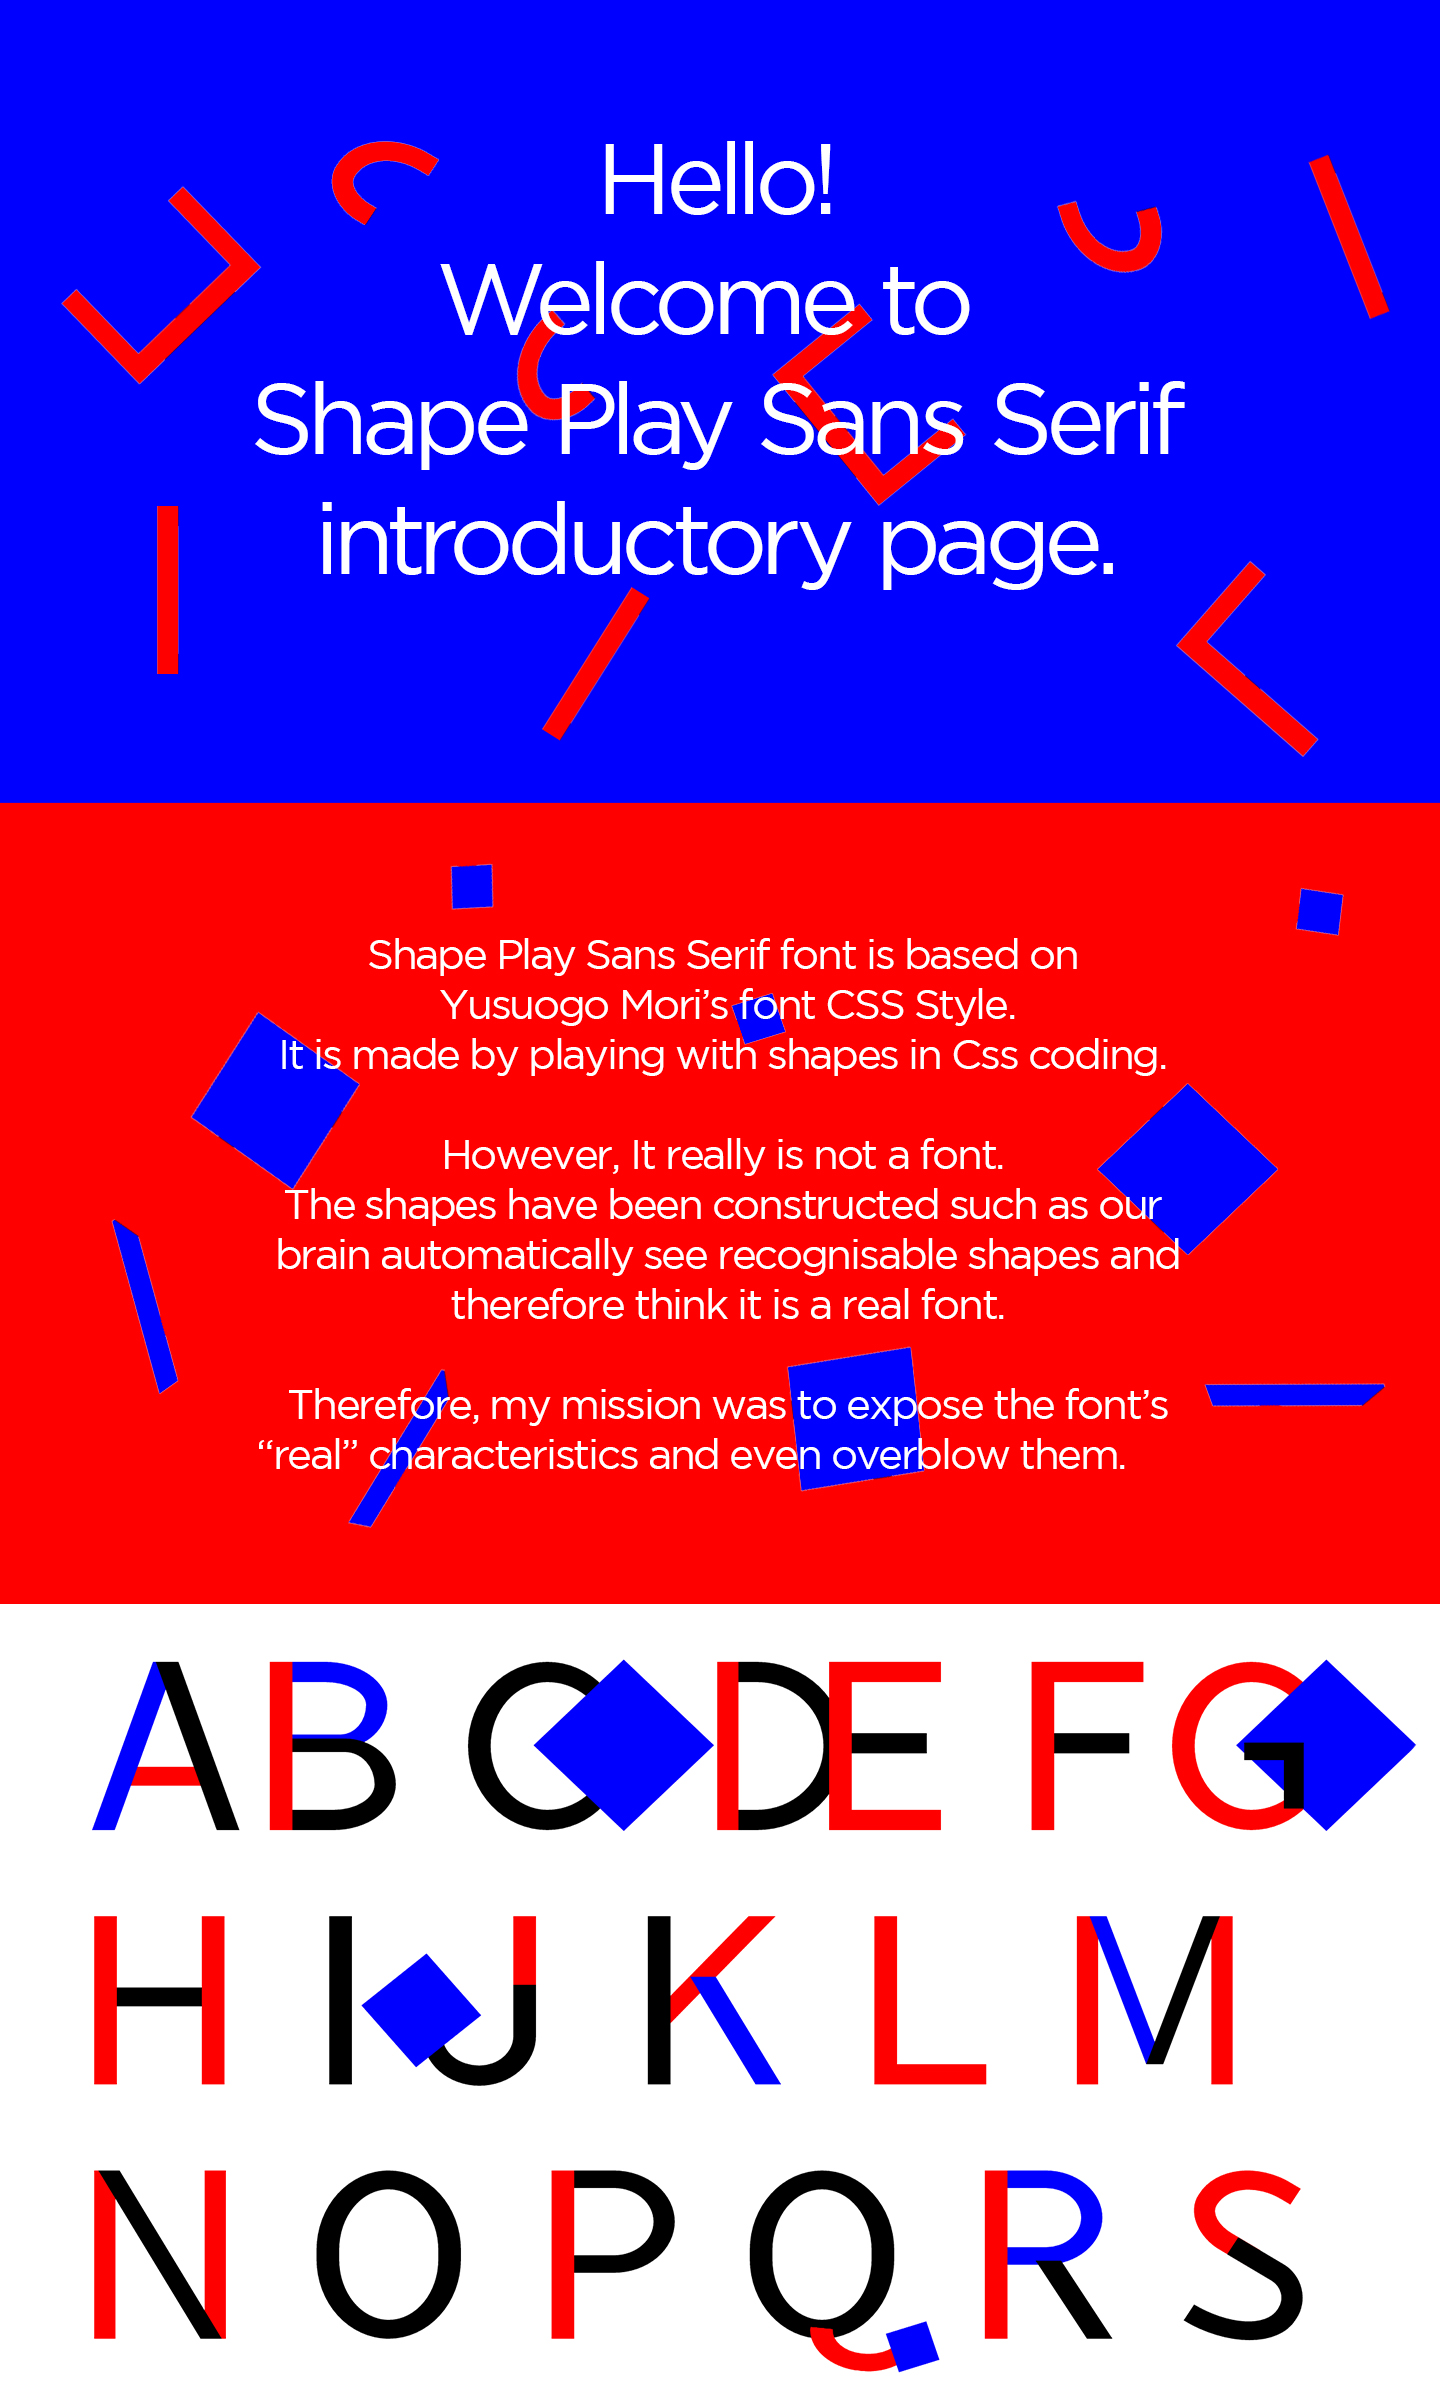 Hello!
Welcome to
Shape Play Sans Serif
introductory page.
Shape Play Sans Serif font is based on
Yusuogo Mori’s font CSS Style.
It is made by playing with shapes in Css coding.
However, It really is not a font.
The shapes have been constructed such as our
brain automatically see recognisable shapes and
therefore think it is a real font.
Therefore, my mission was to expose the font’s
“real” characteristics and even overblow them.
A B C D E F G
H I J K L M
N O P Q R S